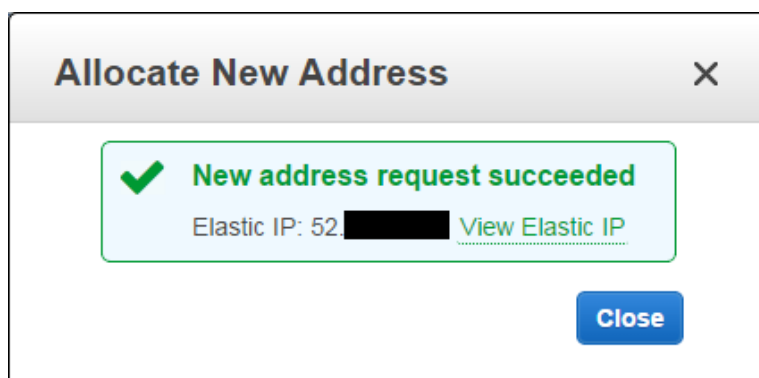 Allocate New Address
New address request succeeded
Elastic IP: 52. View Elastic IP
Close